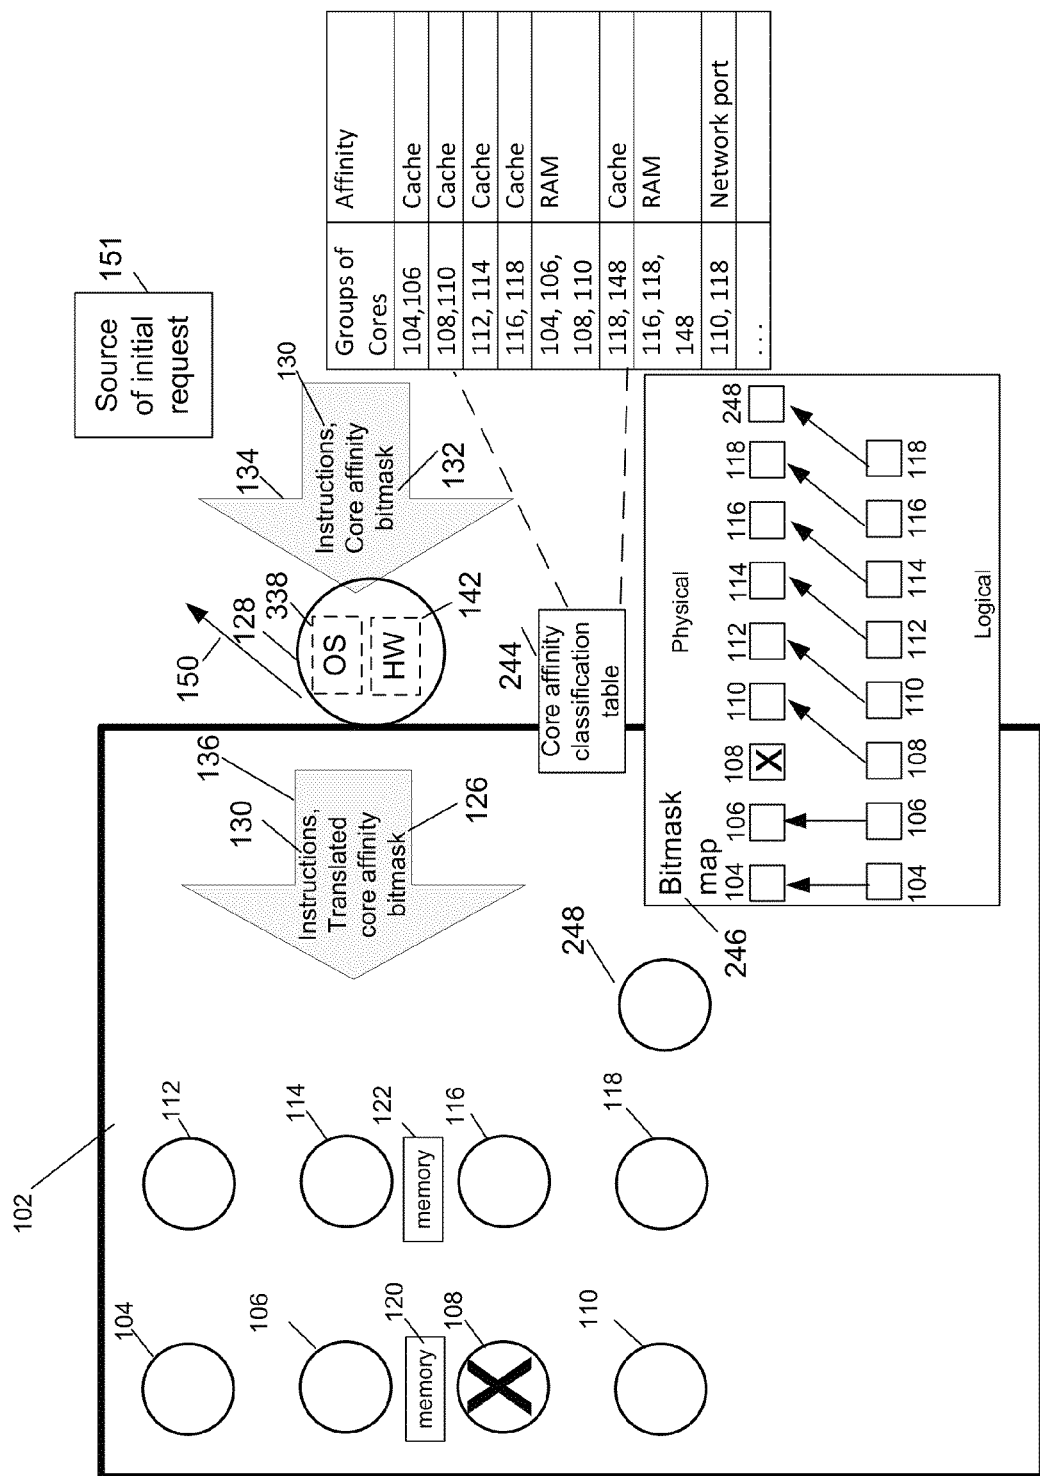 102
104
106
120
memory
108
X
110
112
114
122
memory
116
118
248
136
130
Instructions,
Translated
core affinity
bitmask
126
150
128
338
OS
HW
142
134
130
Instructions,
Core affinity
bitmask
132
Source
of initial
request
151
244
Core affinity
classification
table
Groups of Cores Affinity
104,106 Cache
108,110 Cache
112, 114 Cache
116, 118 Cache
104, 106, 108, 110 RAM
118, 148 Cache
116, 118, 148 RAM
110, 118 Network port
...
246
Bitmask
map
Physical
104 106 108 110 112 114 116 118 248
X
104 106 108 110 112 114 116 118
Logical